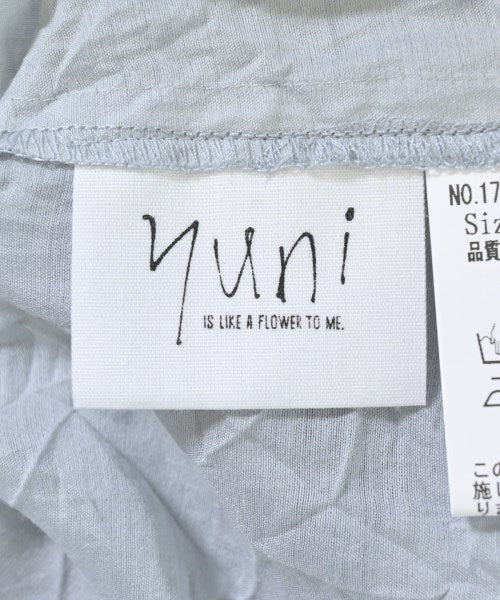 yuni
IS LIKE A FLOWER TO ME.
NO.17
Siz
品質
この
施し
りま